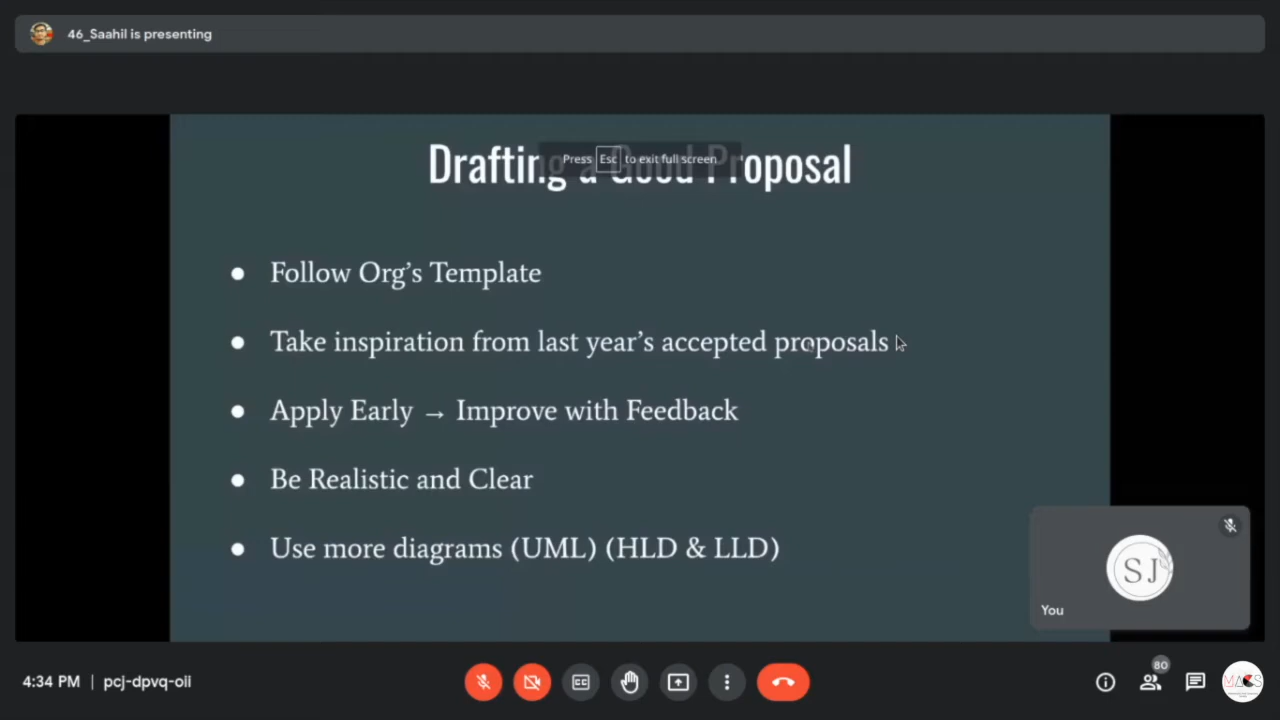 46_Saahil is presenting
Drafting a Good Proposal
Press Esc to exit full screen
● Follow Org's Template
● Take inspiration from last year's accepted proposals
● Apply Early → Improve with Feedback
● Be Realistic and Clear
● Use more diagrams (UML) (HLD & LLD)
SJ
You
4:34 PM | pcj-dpvq-oii
CC
80
MACS